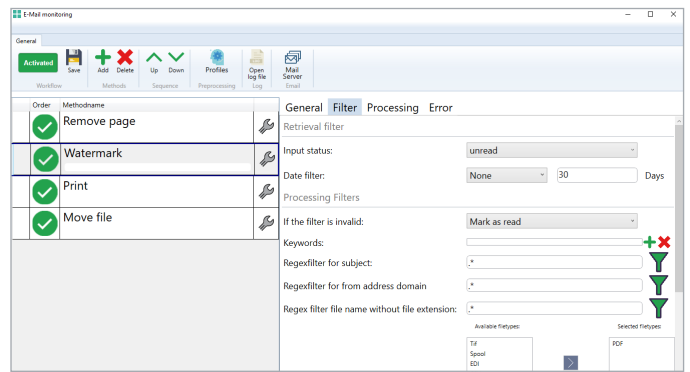 E-Mail monitoring
General
Activated Save Add Delete Up Down Profiles Open log file Mail Server
Workflow Methods Sequence Preprocessing Log Email
Order Methodname
Remove page
Watermark
Print
Move file
General Filter Processing Error
Retrieval filter
Input status: unread
Date filter: None 30 Days
Processing Filters
If the filter is invalid: Mark as read
Keywords:
Regexfilter for subject: .*
Regexfilter for from address domain .*
Regex filter file name without file extension: .*
Available filetypes: Selected filetypes:
Tif PDF
Spool
EDI